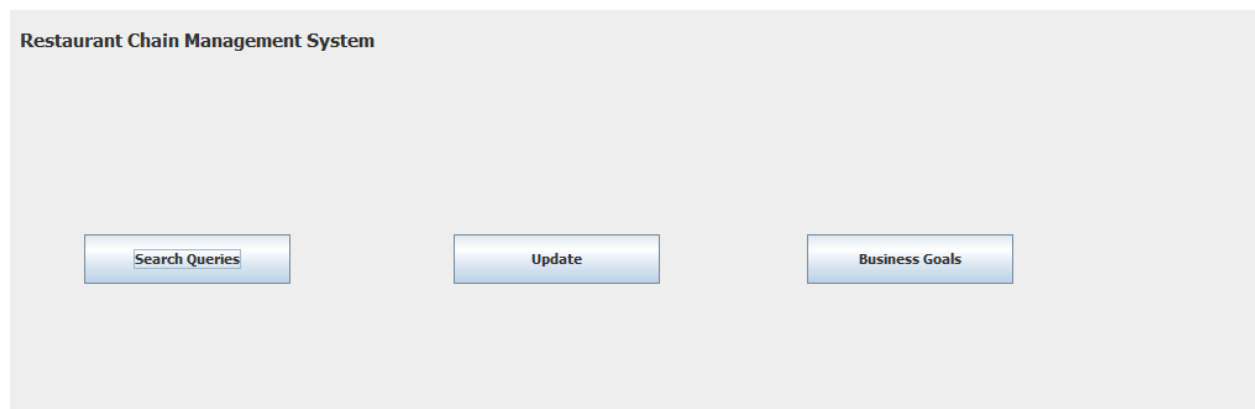 Restaurant Chain Management System
Search Queries
Update
Business Goals